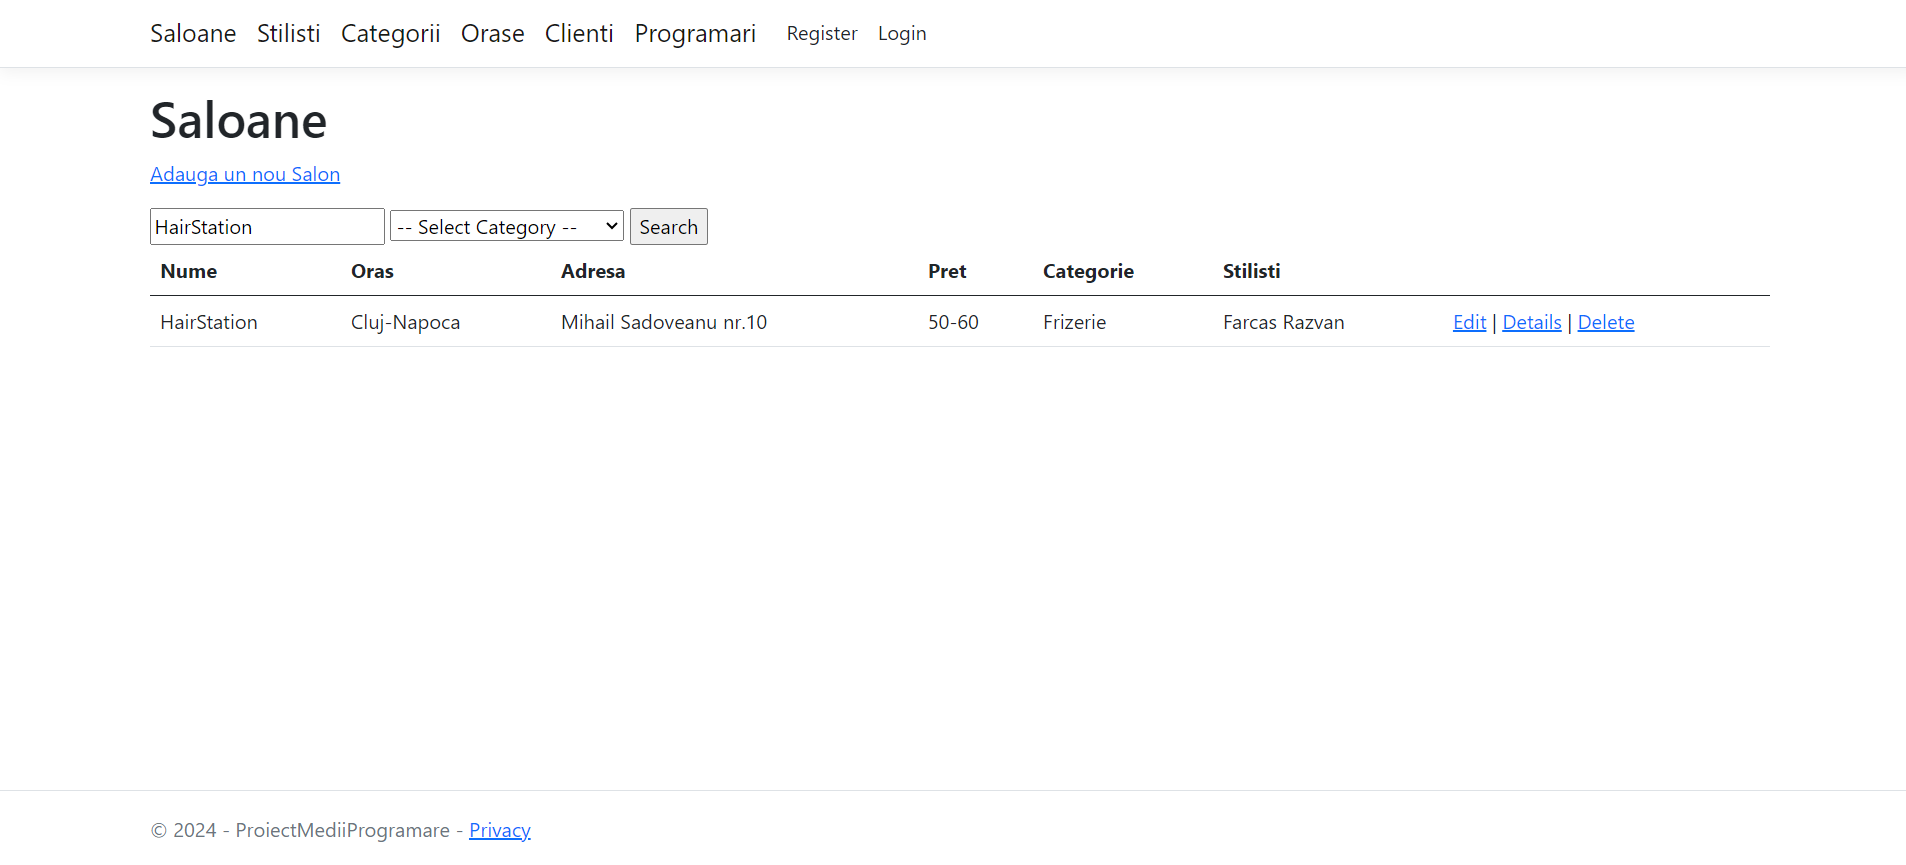 Saloane Stilisti Categorii Orase Clienti Programari Register Login
Saloane
Adauga un nou Salon
HairStation -- Select Category -- Search
Nume Oras Adresa Pret Categorie Stilisti
HairStation Cluj-Napoca Mihail Sadoveanu nr.10 50-60 Frizerie Farcas Razvan Edit | Details | Delete
© 2024 - ProiectMediiProgramare - Privacy